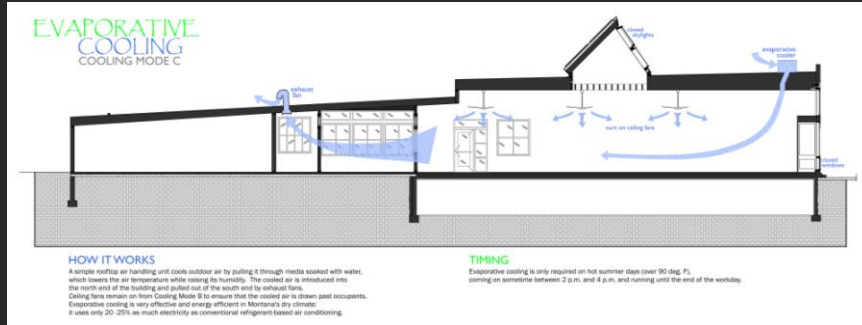 EVAPORATIVE
COOLING
COOLING MODE C
closed
skylights
evaporative
cooler
exhaust
fan
turn on ceiling fans
closed
windows
HOW IT WORKS
A simple rooftop air handling unit cools outdoor air by pulling it through media soaked with water,
which lowers the air temperature while raising its humidity. The cooled air is introduced into
the north end of the building and pulled out of the south end by exhaust fans.
Ceiling fans remain on from Cooling Mode B to ensure that the cooled air is drawn past occupants.
Evaporative cooling is very effective and energy efficient in Montana's dry climate:
it uses only 20 -25% as much electricity as conventional refrigerant-based air conditioning.
TIMING
Evaporative cooling is only required on hot summer days (over 90 deg. F),
coming on sometime between 2 p.m. and 4 p.m. and running until the end of the workday.